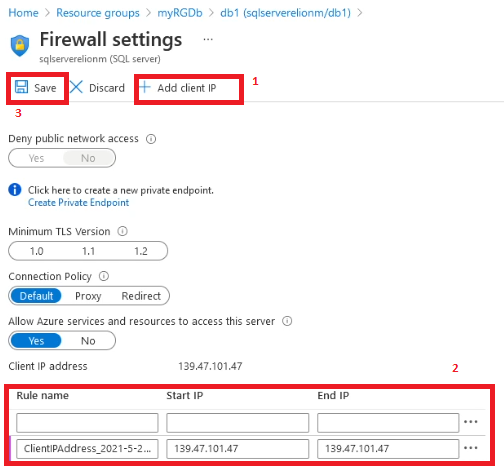 Home > Resource groups > myRGDb > db1 (sqlserverelionm/db1) >
Firewall settings ...
sqlserverelionm (SQL server)
Save Discard + Add client IP 1
3
Deny public network access
Yes No
Click here to create a new private endpoint.
Create Private Endpoint
Minimum TLS Version
1.0 1.1 1.2
Connection Policy
Default Proxy Redirect
Allow Azure services and resources to access this server
Yes No
Client IP address 139.47.101.47
2
Rule name Start IP End IP
...
ClientIPAddress_2021-5-2... 139.47.101.47 139.47.101.47 ...